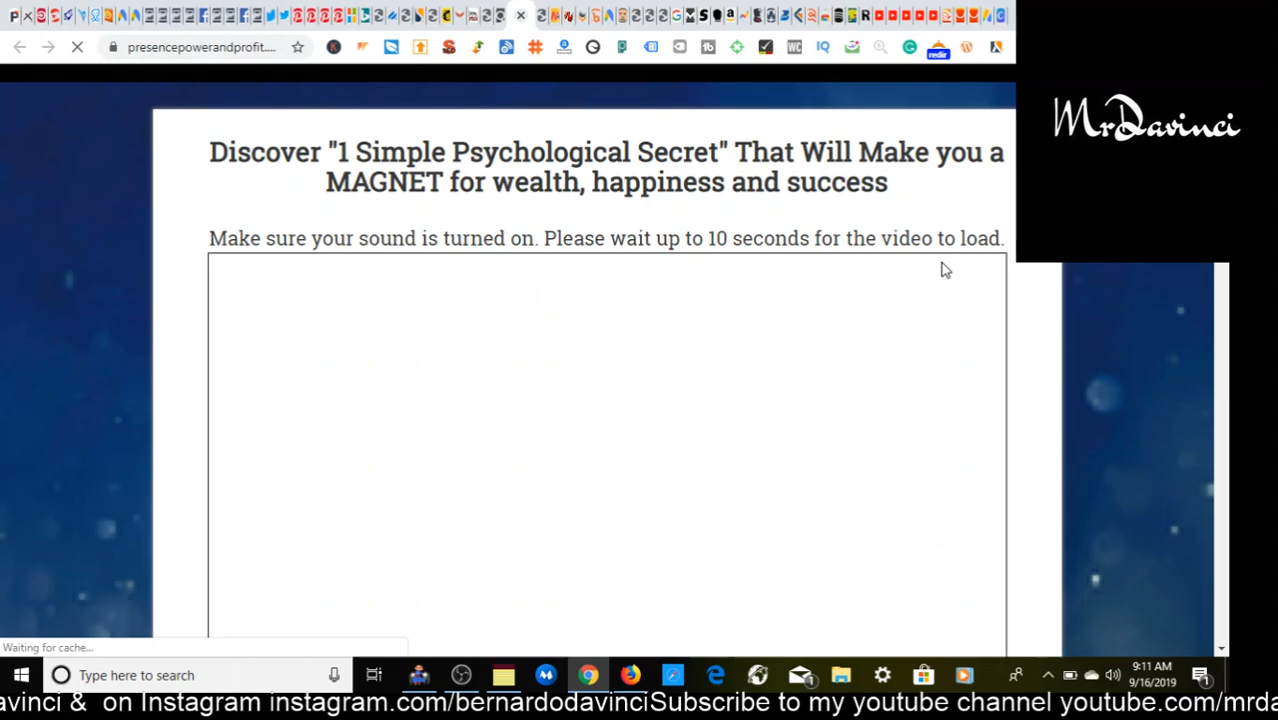 presencepowerandprofit....
redir
MrDavinci
Discover "1 Simple Psychological Secret" That Will Make you a
MAGNET for wealth, happiness and success
Make sure your sound is turned on. Please wait up to 10 seconds for the video to load.
Waiting for cache...
Type here to search
9:11 AM
9/16/2019
avinci & on Instagram instagram.com/bernardodavinciSubscribe to my youtube channel youtube.com/mrda